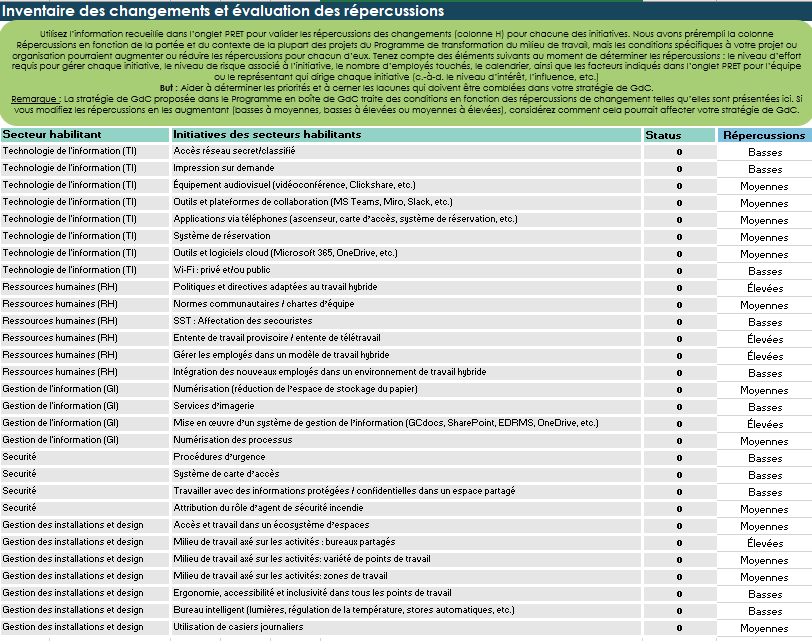 Inventaire des changements et évaluation des répercussions
Utilisez l'information recueillie dans l'onglet PRET pour valider les répercussions des changements (colonne H) pour chacune des initiatives. Nous avons prérempli la colonne
Répercussions en fonction de la portée et du contexte de la plupart des projets du Programme de transformation du milieu de travail, mais les conditions spécifiques à votre projet ou
organisation pourraient augmenter ou réduire les répercussions pour chacun d'eux. Tenez compte des éléments suivants au moment de déterminer les répercussions : le niveau d'effort
requis pour gérer chaque initiative, le niveau de risque associé à l'initiative, le nombre d'employés touchés, le calendrier, ainsi que les facteurs indiqués dans l'onglet PRET pour l'équipe
ou le représentant qui dirige chaque initiative (c.-à-d. le niveau d'intérêt, l'influence, etc.)
But : Aider à déterminer les priorités et à cerner les lacunes qui doivent être comblées dans votre stratégie de GdC.
Remarque : La stratégie de GdC proposée dans le Programme en boîte de GdC traite des conditions en fonction des répercussions de changement telles qu'elles sont présentées ici. Si
vous modifiez les répercussions en les augmentant (basses à moyennes, basses à élevées ou moyennes à élevées), considérez comment cela pourrait affecter votre stratégie de GdC.
Secteur habilitant Initiatives des secteurs habilitants Status Répercussions
Technologie de l'information (TI) Accès réseau secret/classifié 0 Basses
Technologie de l'information (TI) Impression sur demande 0 Basses
Technologie de l'information (TI) Équipement audiovisuel (vidéoconférence, Clickshare, etc.) 0 Moyennes
Technologie de l'information (TI) Outils et plateformes de collaboration (MS Teams, Miro, Slack, etc.) 0 Moyennes
Technologie de l'information (TI) Applications via téléphones (ascenseur, carte d'accès, système de réservation, etc.) 0 Moyennes
Technologie de l'information (TI) Système de réservation 0 Moyennes
Technologie de l'information (TI) Outils et logiciels cloud (Microsoft 365, OneDrive, etc.) 0 Moyennes
Technologie de l'information (TI) Wi-Fi : privé et/ou public 0 Basses
Ressources humaines (RH) Politiques et directives adaptées au travail hybride 0 Élevées
Ressources humaines (RH) Normes communautaires / chartes d'équipe 0 Moyennes
Ressources humaines (RH) SST : Affectation des secouristes 0 Basses
Ressources humaines (RH) Entente de travail provisoire / entente de télétravail 0 Élevées
Ressources humaines (RH) Gérer les employés dans un modèle de travail hybride 0 Élevées
Ressources humaines (RH) Intégration des nouveaux employés dans un environnement de travail hybride 0 Basses
Gestion de l'information (GI) Numérisation (réduction de l'espace de stockage du papier) 0 Moyennes
Gestion de l'information (GI) Services d'imagerie 0 Basses
Gestion de l'information (GI) Mise en œuvre d'un système de gestion de l'information (GCdocs, SharePoint, EDRMS, OneDrive, etc.) 0 Élevées
Gestion de l'information (GI) Numérisation des processus 0 Moyennes
Securité Procédures d'urgence 0 Basses
Securité Système de carte d'accès 0 Basses
Securité Travailler avec des informations protégées / confidentielles dans un espace partagé 0 Basses
Securité Attribution du rôle d'agent de sécurité incendie 0 Moyennes
Gestion des installations et design Accès et travail dans un écosystème d'espaces 0 Moyennes
Gestion des installations et design Milieu de travail axé sur les activités : bureaux partagés 0 Élevées
Gestion des installations et design Milieu de travail axé sur les activités: variété de points de travail 0 Moyennes
Gestion des installations et design Milieu de travail axé sur les activités: zones de travail 0 Moyennes
Gestion des installations et design Ergonomie, accessibilité et inclusivité dans tous les points de travail 0 Basses
Gestion des installations et design Bureau intelligent (lumières, régulation de la température, stores automatiques, etc.) 0 Basses
Gestion des installations et design Utilisation de casiers journaliers 0 Moyennes